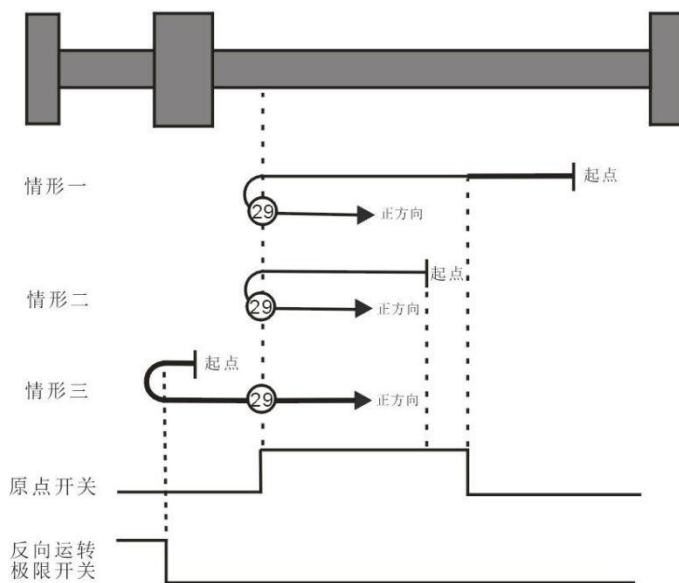 情形一
起点
29
正方向
情形二
起点
29
正方向
情形三
起点
29
正方向
原点开关
反向运转
极限开关